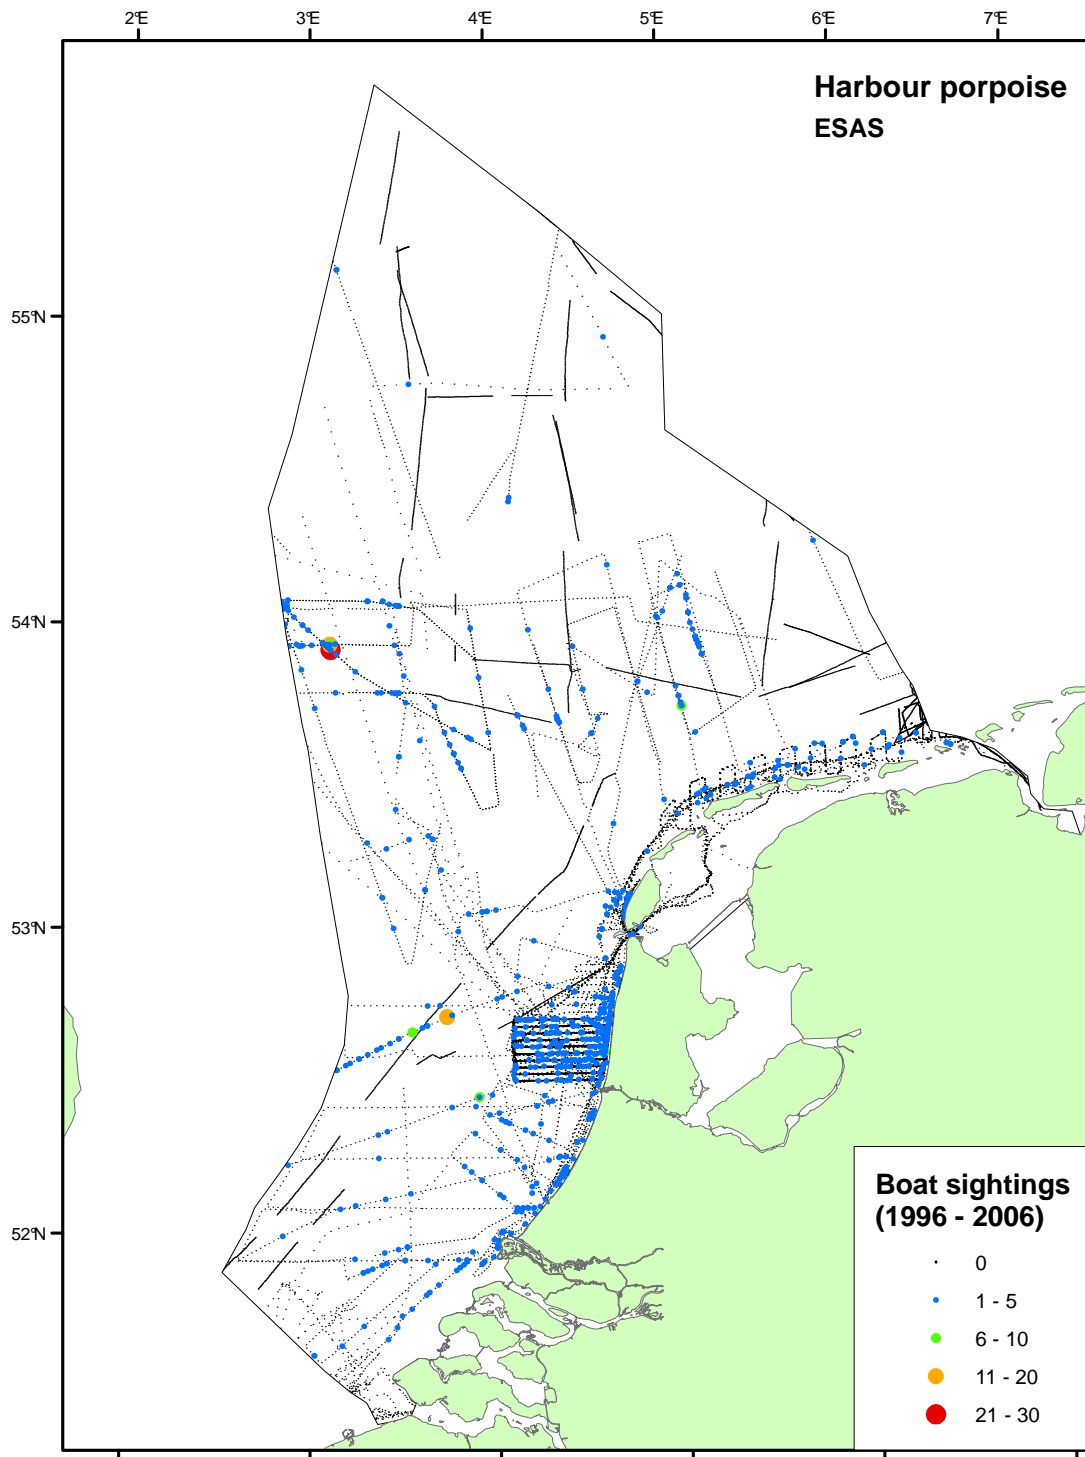 2°E 3°E 4°E 5°E 6°E 7°E
Harbour porpoise
ESAS
55°N
54°N
53°N
52°N
Boat sightings
(1996 - 2006)
0
1 - 5
6 - 10
11 - 20
21 - 30